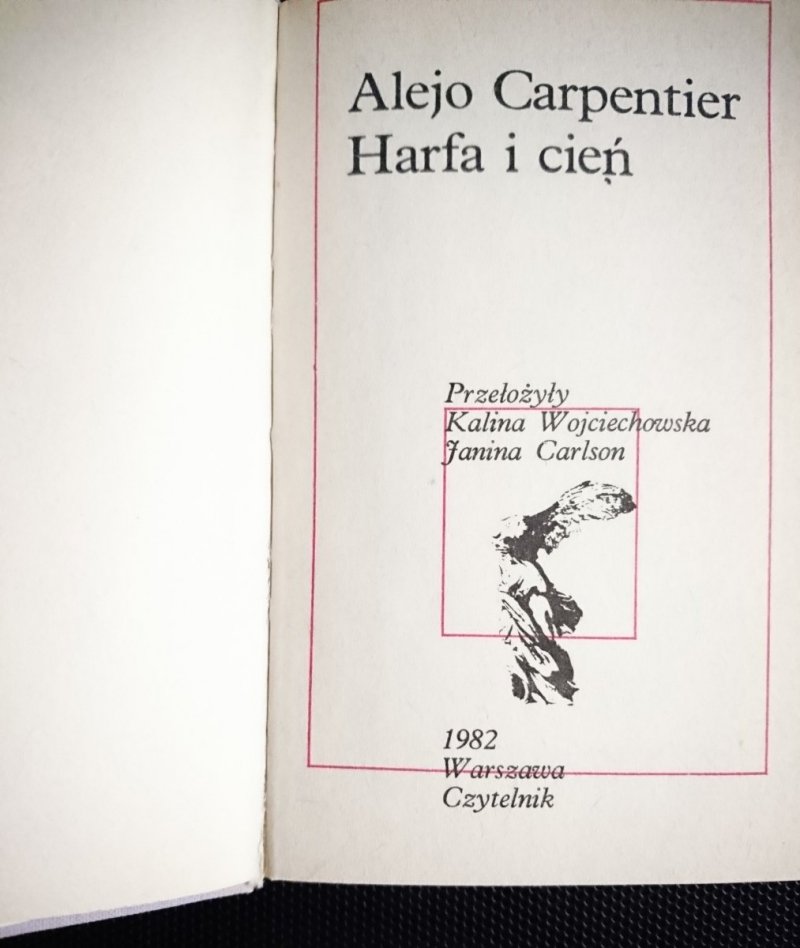 Alejo Carpentier
Harfa i cień
Przełożyły
Kalina Wojciechowska
Janina Carlson
1982
Warszawa
Czytelnik